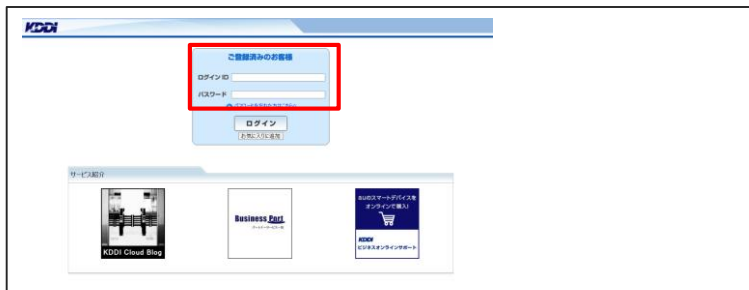 KDDI
ご登録済みのお客様
ログインID
パスワード
ログイン
お気に入りに追加
サービス紹介
KDDI Cloud Blog
Business Port
auのスマートデバイスを
オンラインで購入!
KDDI
ビジネスオンラインサポート